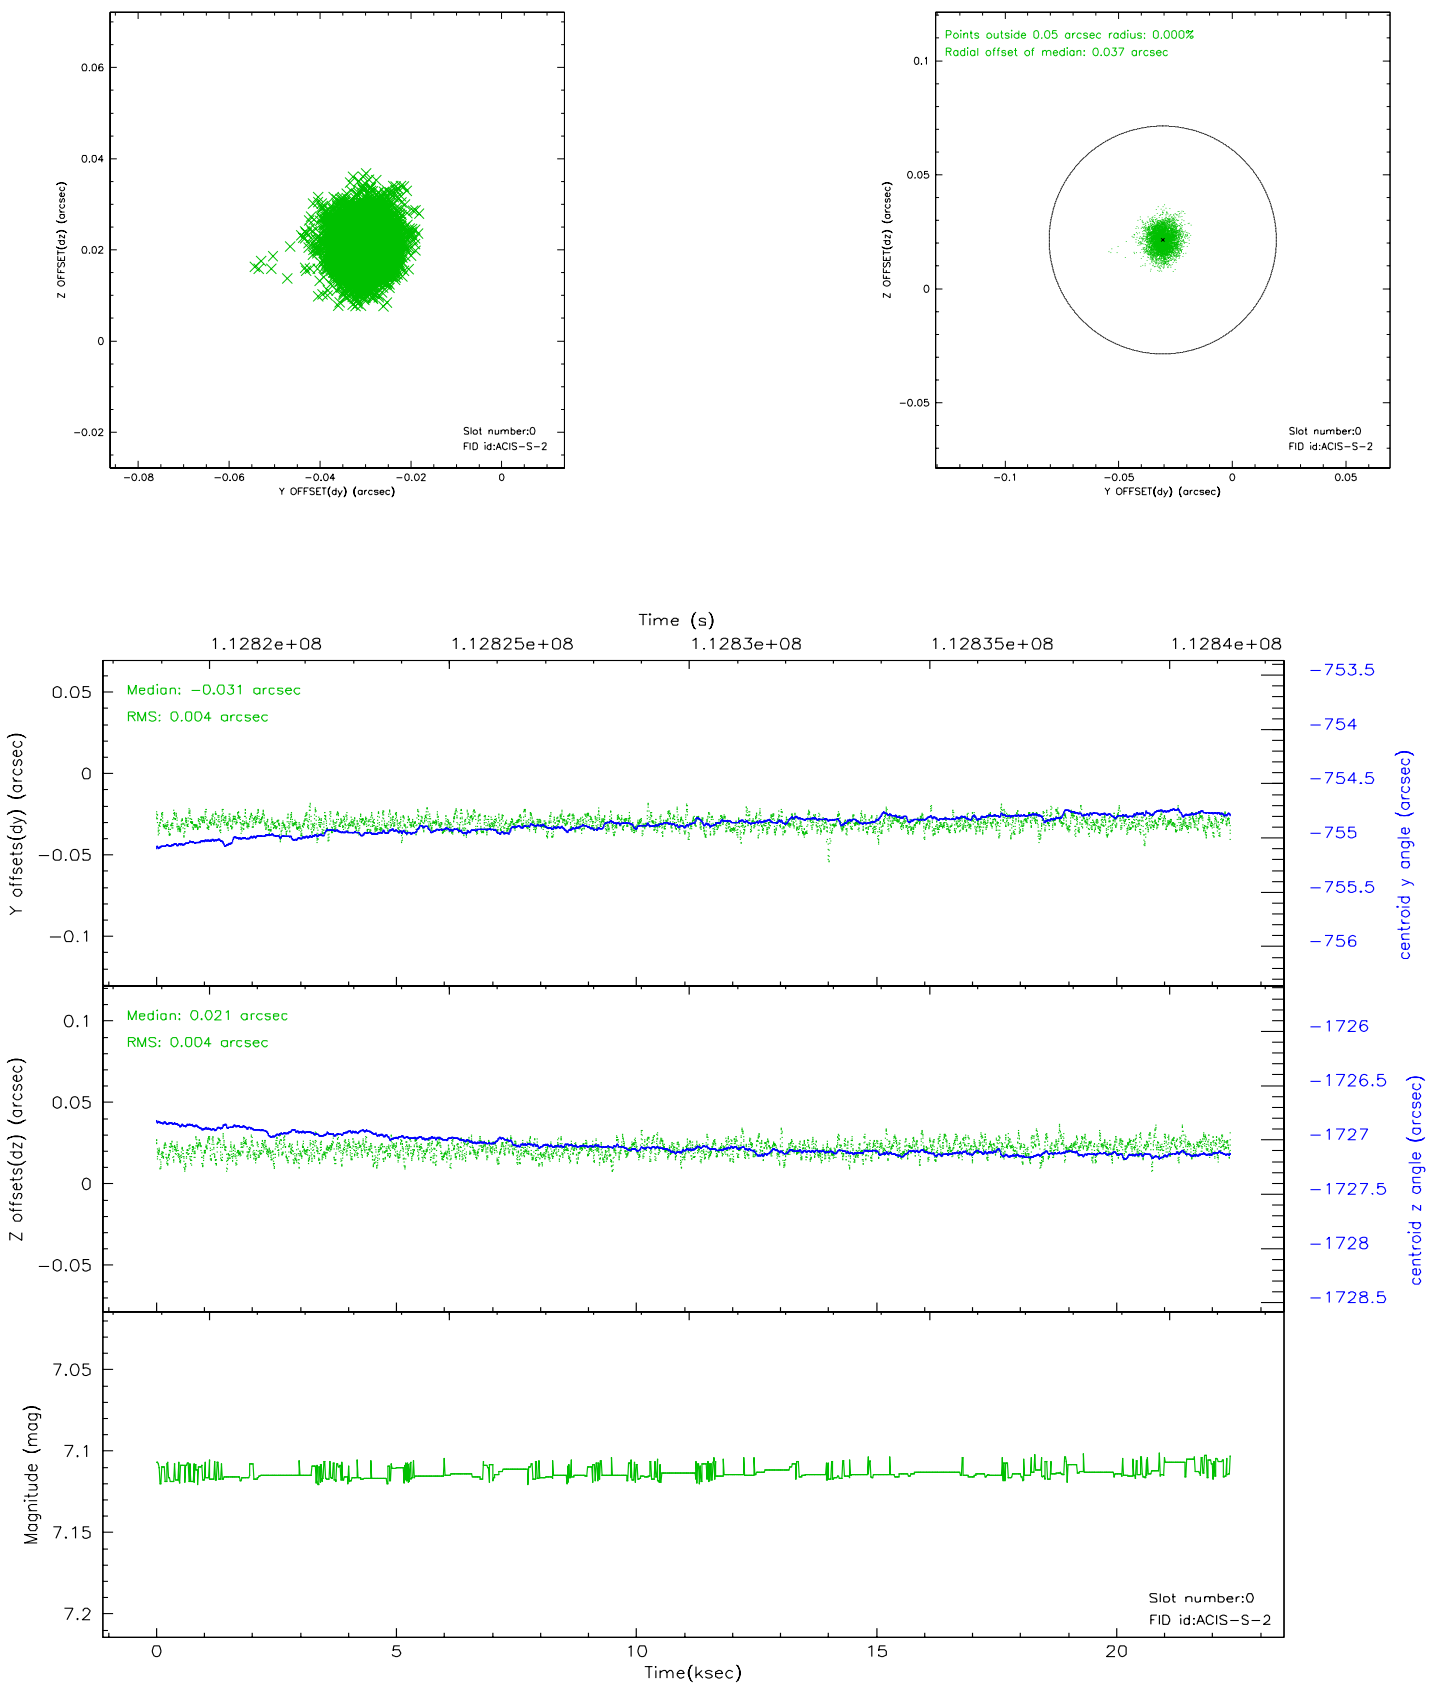 0.06
0.04
0.02
0
-0.02
Z OFFSET(dz) (arcsec)
-0.08 -0.06 -0.04 -0.02 0
Y OFFSET(dy) (arcsec)
Slot number:0
FID id:ACIS-S-2
Points outside 0.05 arcsec radius: 0.000%
Radial offset of median: 0.037 arcsec
0.1
0.05
0
-0.05
Z OFFSET(dz) (arcsec)
-0.1 -0.05 0 0.05
Y OFFSET(dy) (arcsec)
Slot number:0
FID id:ACIS-S-2
Time (s)
1.1282e+08 1.12825e+08 1.1283e+08 1.12835e+08 1.1284e+08
Median: -0.031 arcsec
RMS: 0.004 arcsec
0.05
0
-0.05
-0.1
Y offsets(dy) (arcsec)
-753.5
-754
-754.5
-755
-755.5
-756
centroid y angle (arcsec)
Median: 0.021 arcsec
RMS: 0.004 arcsec
0.1
0.05
0
-0.05
Z offsets(dz) (arcsec)
-1726
-1726.5
-1727
-1727.5
-1728
-1728.5
centroid z angle (arcsec)
7.05
7.1
7.15
7.2
Magnitude (mag)
Slot number:0
FID id:ACIS-S-2
0 5 10 15 20
Time(ksec)